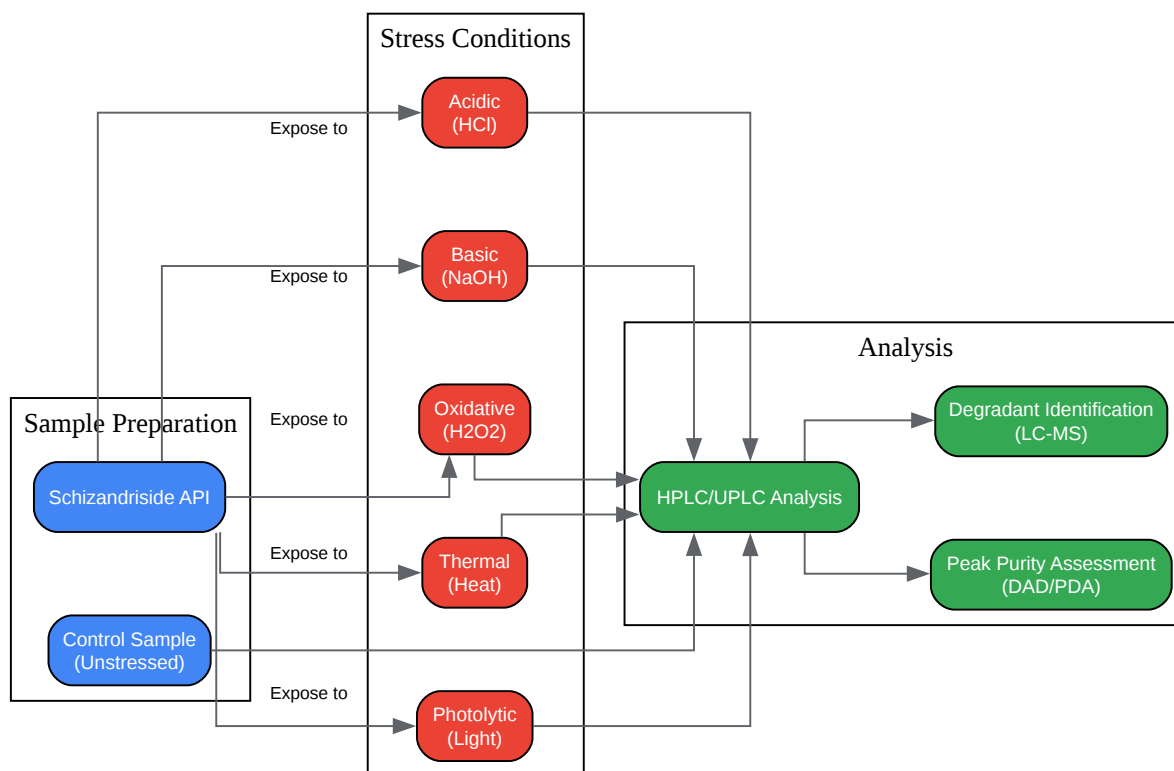 Stress Conditions
Acidic
(HCl)
Expose to
Basic
(NaOH)
Expose to
Analysis
Sample Preparation
Expose to
Oxidative
(H2O2)
Degradant Identification
(LC-MS)
Schizandriside API
HPLC/UPLC Analysis
Expose to
Thermal
(Heat)
Peak Purity Assessment
(DAD/PDA)
Control Sample
(Unstressed)
Expose to
Photolytic
(Light)